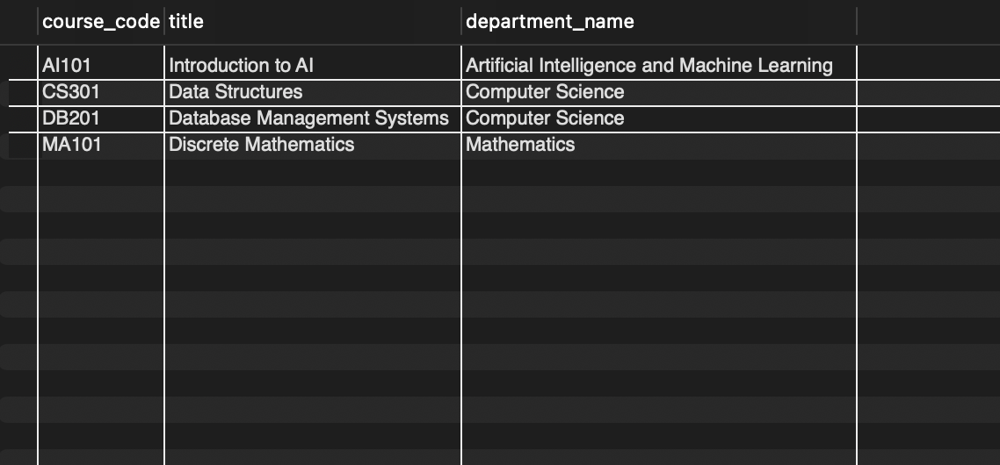 course_code title department_name
AI101 Introduction to AI Artificial Intelligence and Machine Learning
CS301 Data Structures Computer Science
DB201 Database Management Systems Computer Science
MA101 Discrete Mathematics Mathematics